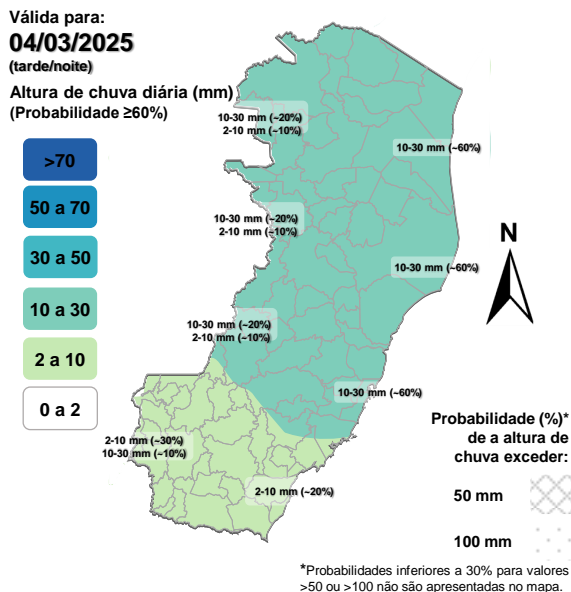 Válida para:
04/03/2025
(tarde/noite)
Altura de chuva diária (mm)
(Probabilidade ≥60%)
>70
50 a 70
30 a 50
10 a 30
2 a 10
0 a 2
10-30 mm (~20%)
2-10 mm (~10%)
10-30 mm (~60%)
10-30 mm (~20%)
2-10 mm (~10%)
10-30 mm (~60%)
10-30 mm (~20%)
2-10 mm (~10%)
10-30 mm (~60%)
2-10 mm (~30%)
10-30 mm (~10%)
2-10 mm (~20%)
N
Probabilidade (%)*
de a altura de
chuva exceder:
50 mm
100 mm
*Probabilidades inferiores a 30% para valores
>50 ou >100 não são apresentadas no mapa.